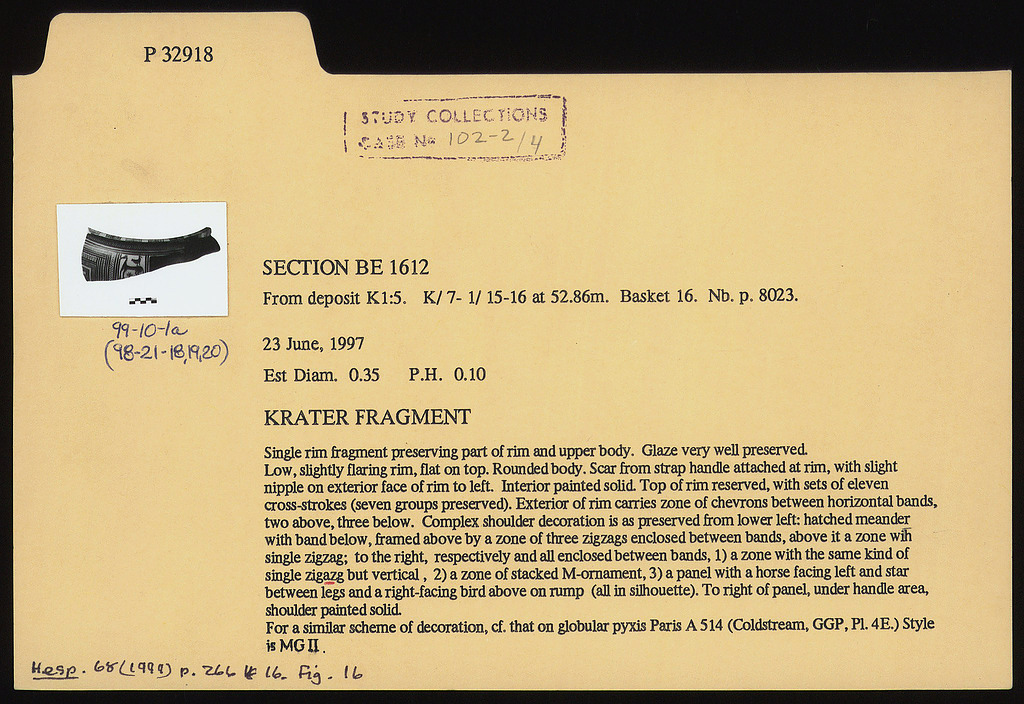 P 32918
STUDY COLLECTIONS
CASE No 102-2/4
SECTION BE 1612
From deposit K1:5. K/ 7- 1/ 15-16 at 52.86m. Basket 16. Nb. p. 8023.
99-10-1a
(98-21-18,19,20)
23 June, 1997
Est Diam. 0.35 P.H. 0.10
KRATER FRAGMENT
Single rim fragment preserving part of rim and upper body. Glaze very well preserved.
Low, slightly flaring rim, flat on top. Rounded body. Scar from strap handle attached at rim, with slight
nipple on exterior face of rim to left. Interior painted solid. Top of rim reserved, with sets of eleven
cross-strokes (seven groups preserved). Exterior of rim carries zone of chevrons between horizontal bands,
two above, three below. Complex shoulder decoration is as preserved from lower left: hatched meander
with band below, framed above by a zone of three zigzags enclosed between bands, above it a zone wih
single zigzag; to the right, respectively and all enclosed between bands, 1) a zone with the same kind of
single zigazg but vertical , 2) a zone of stacked M-ornament, 3) a panel with a horse facing left and star
between legs and a right-facing bird above on rump (all in silhouette). To right of panel, under handle area,
shoulder painted solid.
For a similar scheme of decoration, cf. that on globular pyxis Paris A 514 (Coldstream, GGP, Pl. 4E.) Style
is MG II.
Hesp. 68 (1999) p. 266 # 16. Fig. 16